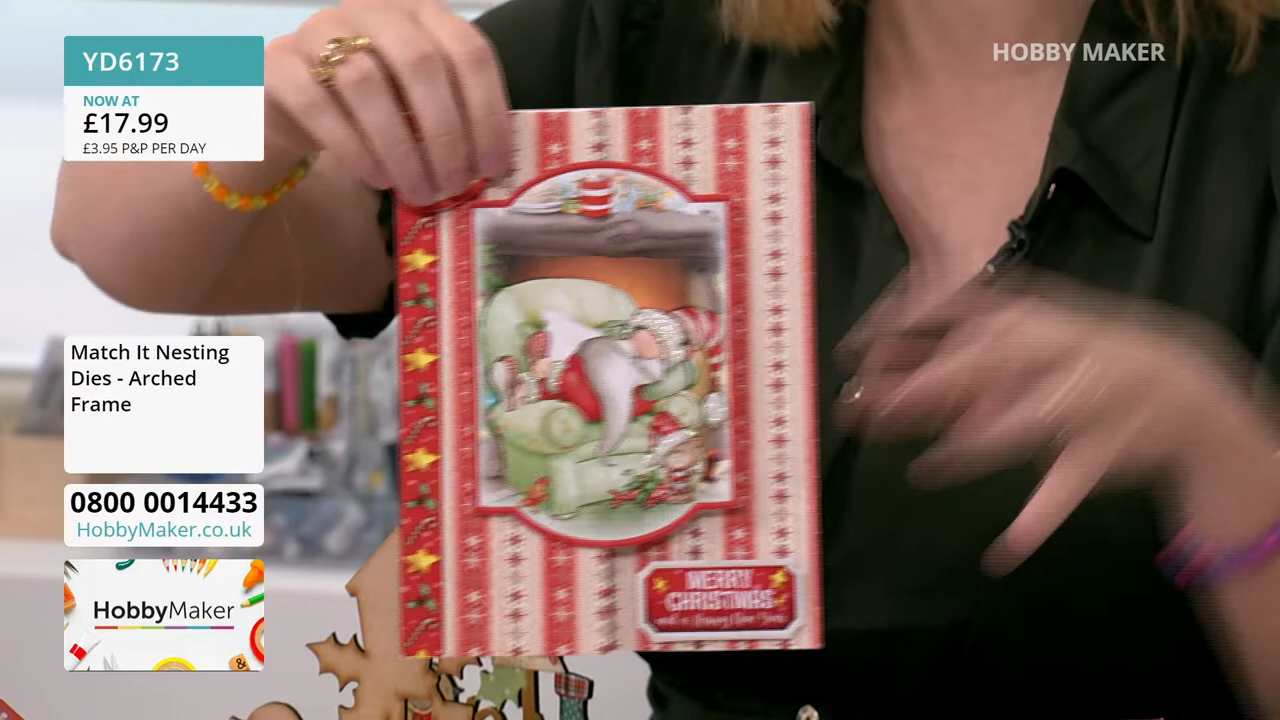 YD6173
NOW AT
£17.99
£3.95 P&P PER DAY
HOBBY MAKER
Match It Nesting
Dies - Arched
Frame
0800 0014433
HobbyMaker.co.uk
HobbyMaker
&
MERRY
CHRISTMAS